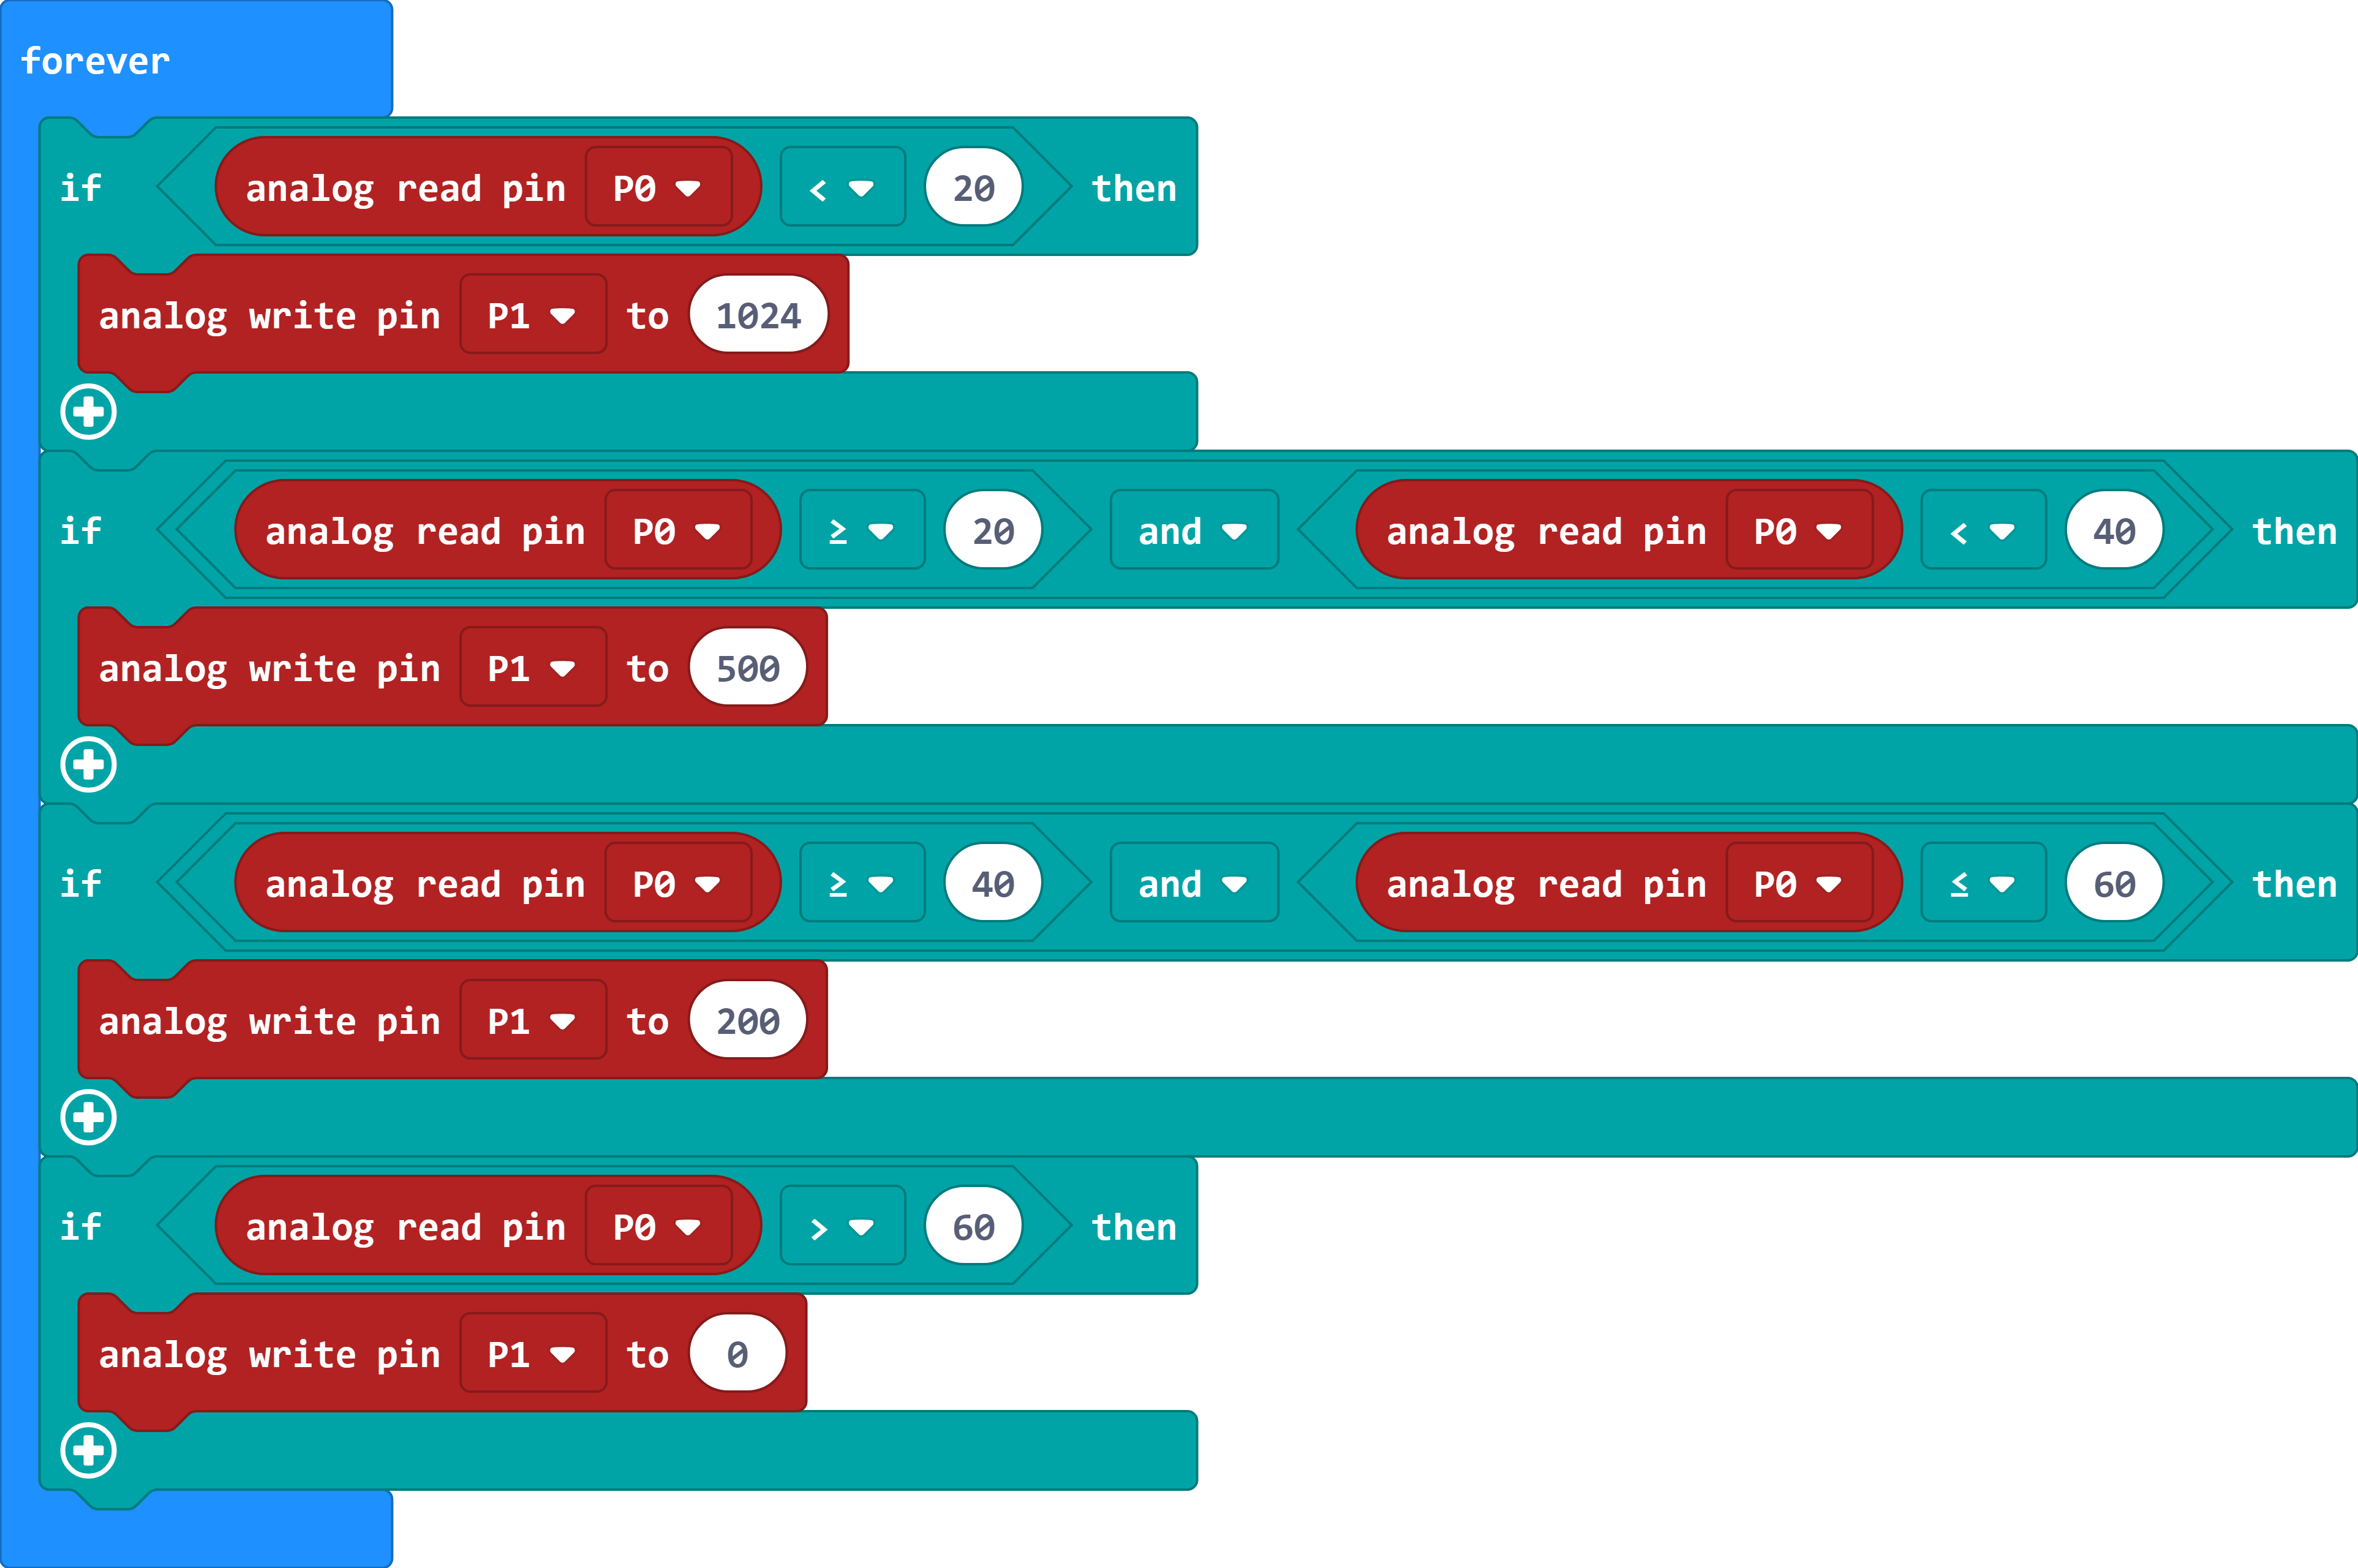 forever
if analog read pin P0 < 20 then
analog write pin P1 to 1024
if analog read pin P0 ≥ 20 and analog read pin P0 < 40 then
analog write pin P1 to 500
if analog read pin P0 ≥ 40 and analog read pin P0 ≤ 60 then
analog write pin P1 to 200
if analog read pin P0 > 60 then
analog write pin P1 to 0